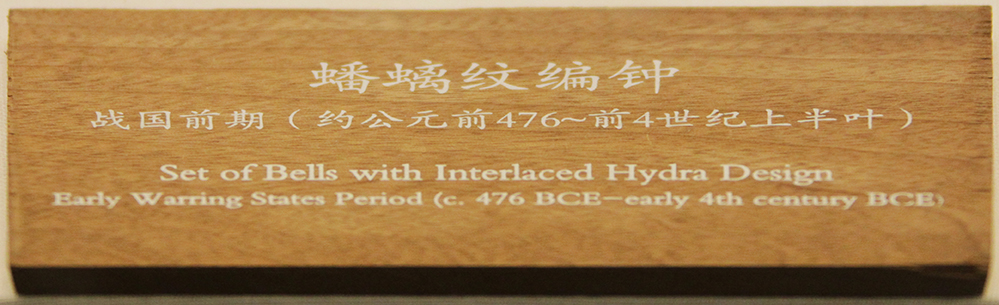 蟠螭纹编钟
战国前期（约公元前476~前4世纪上半叶）
Set of Bells with Interlaced Hydra Design
Early Warring States Period (c. 476 BCE–early 4th century BCE)